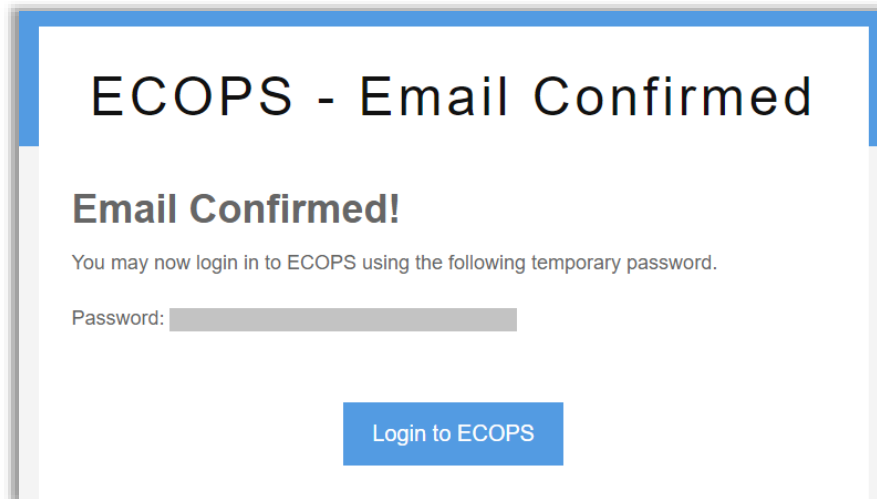 ECOPS - Email Confirmed
Email Confirmed!
You may now login in to ECOPS using the following temporary password.
Password:
Login to ECOPS